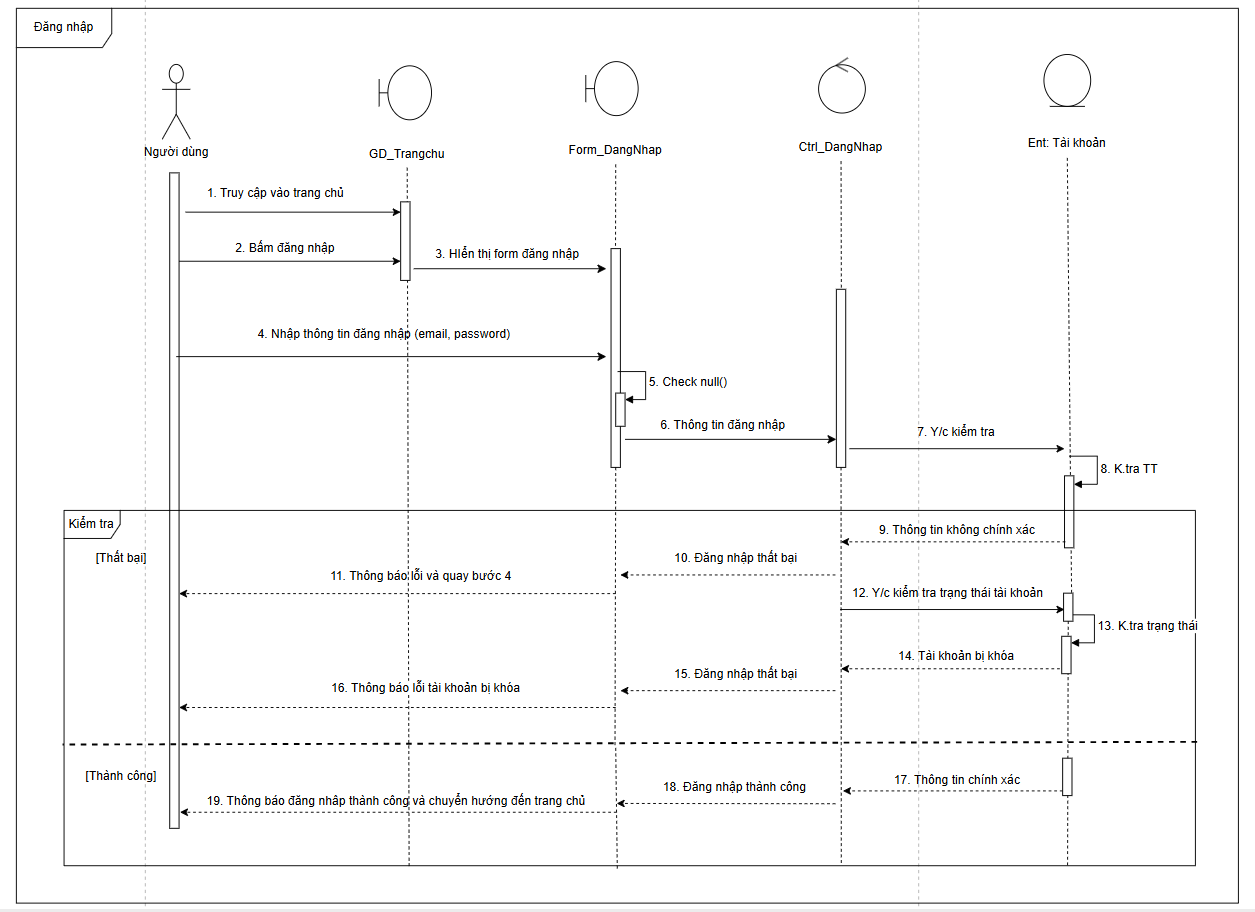 Đăng nhập
Người dùng
GD_Trangchu
Form_DangNhap
Ctrl_DangNhap
Ent: Tài khoản
1. Truy cập vào trang chủ
2. Bấm đăng nhập
3. HIển thị form đăng nhập
4. Nhập thông tin đăng nhập (email, password)
5. Check null()
6. Thông tin đăng nhập
7. Y/c kiểm tra
8. K.tra TT
Kiểm tra
[Thất bại]
9. Thông tin không chính xác
10. Đăng nhập thất bại
11. Thông báo lỗi và quay bước 4
12. Y/c kiểm tra trạng thái tài khoản
13. K.tra trạng thái
14. Tài khoản bị khóa
15. Đăng nhập thất bại
16. Thông báo lỗi tài khoản bị khóa
[Thành công]
17. Thông tin chính xác
18. Đăng nhập thành công
19. Thông báo đăng nhập thành công và chuyển hướng đến trang chủ